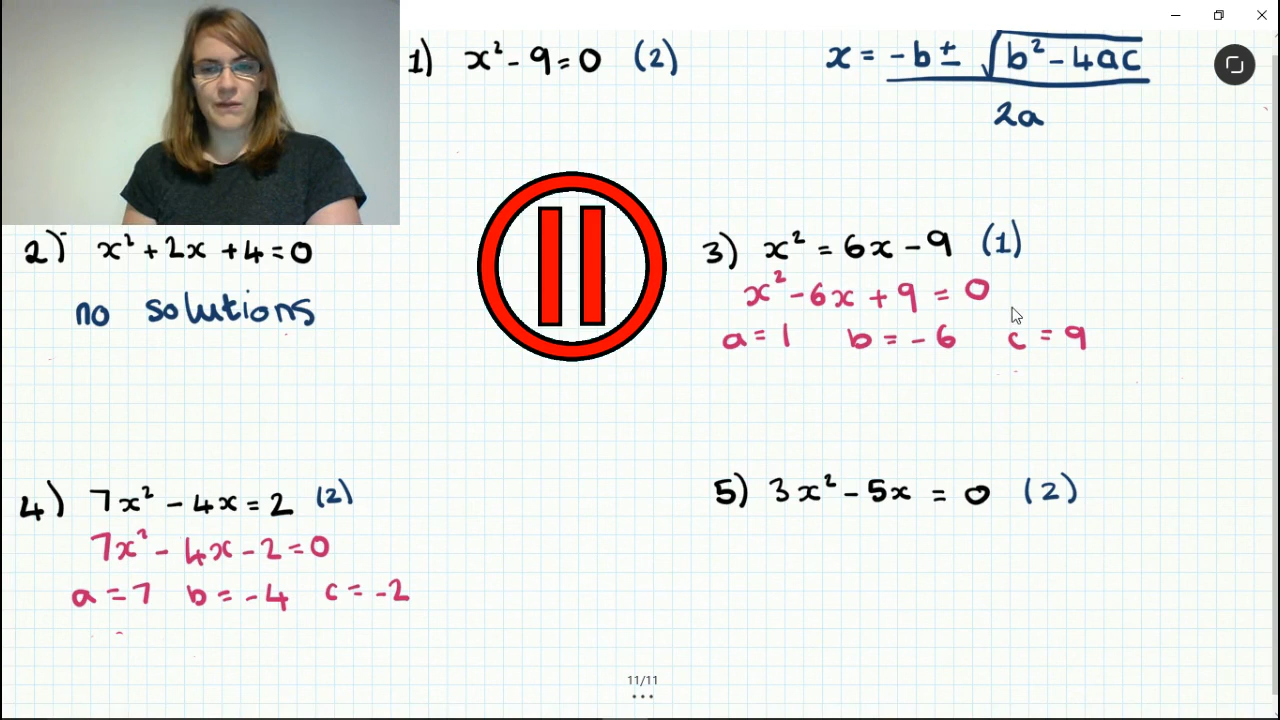 1) x² - 9 = 0 (2)
x = -b ± √(b² - 4ac) / 2a
2) x² + 2x + 4 = 0
no solutions
3) x² = 6x - 9 (1)
x² - 6x + 9 = 0
a = 1 b = -6 c = 9
4) 7x² - 4x = 2 (2)
7x² - 4x - 2 = 0
a = 7 b = -4 c = -2
5) 3x² - 5x = 0 (2)
11/11